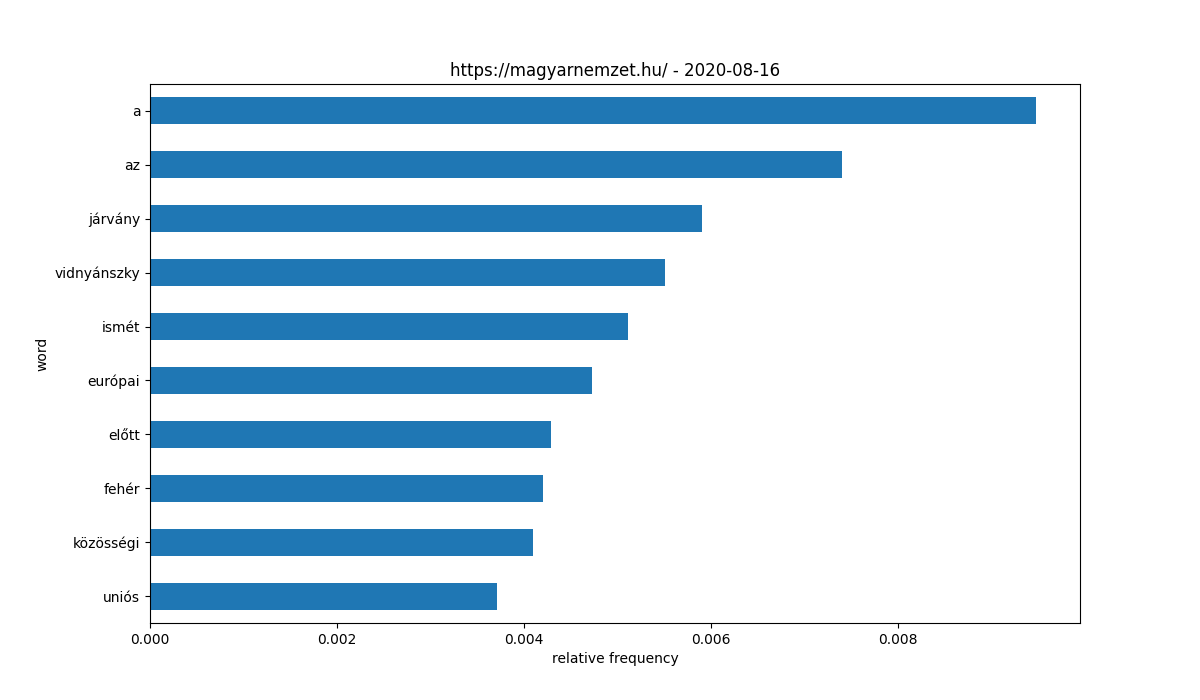 https://magyarnemzet.hu/ - 2020-08-16
a
az
járvány
vidnyánszky
ismét
európai
előtt
fehér
közösségi
uniós
word
0.000 0.002 0.004 0.006 0.008
relative frequency